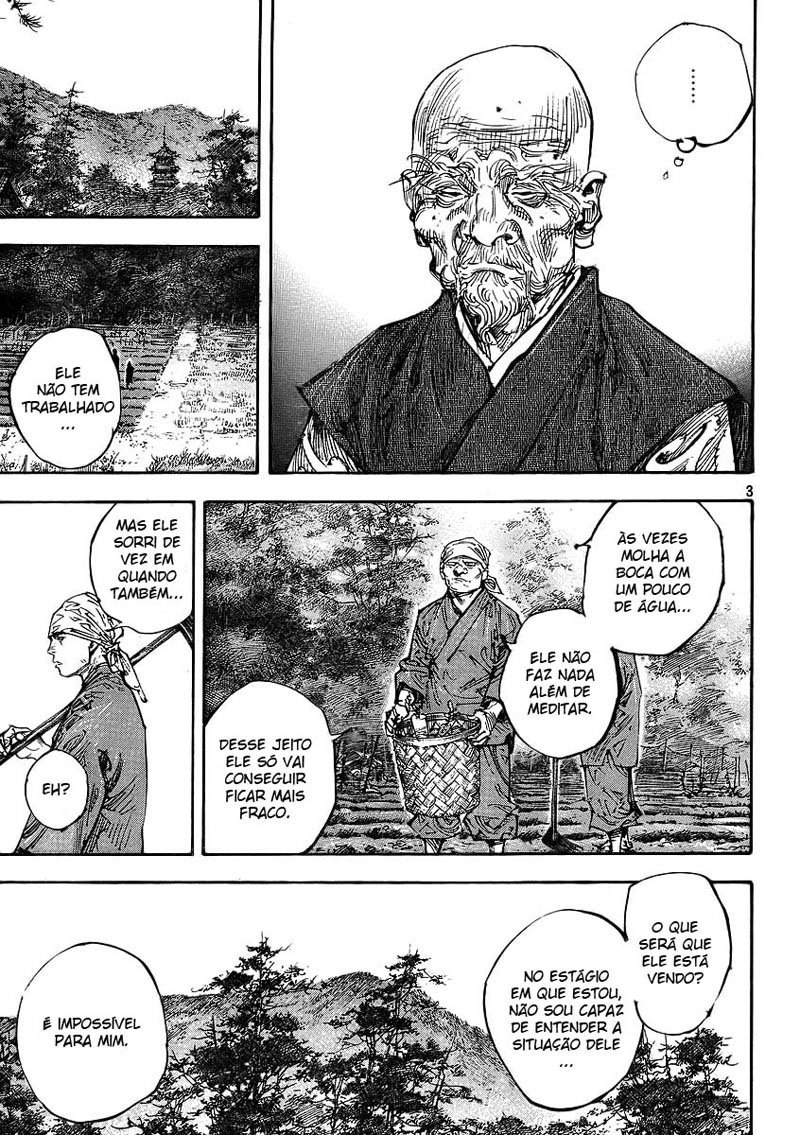 ........
ELE
NÃO TEM
TRABALHADO
...
3
ÀS VEZES
MOLHA A
BOCA COM
UM POUCO
DE ÁGUA...
ELE NÃO
FAZ NADA
ALÉM DE
MEDITAR.
DESSE JEITO
ELE SÓ VAI
CONSEGUIR
FICAR MAIS
FRACO.
MAS ELE
SORRI DE
VEZ EM
QUANDO
TAMBÉM...
EH?
O QUE
SERÁ QUE
ELE ESTÁ
VENDO?
NO ESTÁGIO
EM QUE ESTOU,
NÃO SOU CAPAZ
DE ENTENDER A
SITUAÇÃO DELE
...
É IMPOSSÍVEL
PARA MIM.